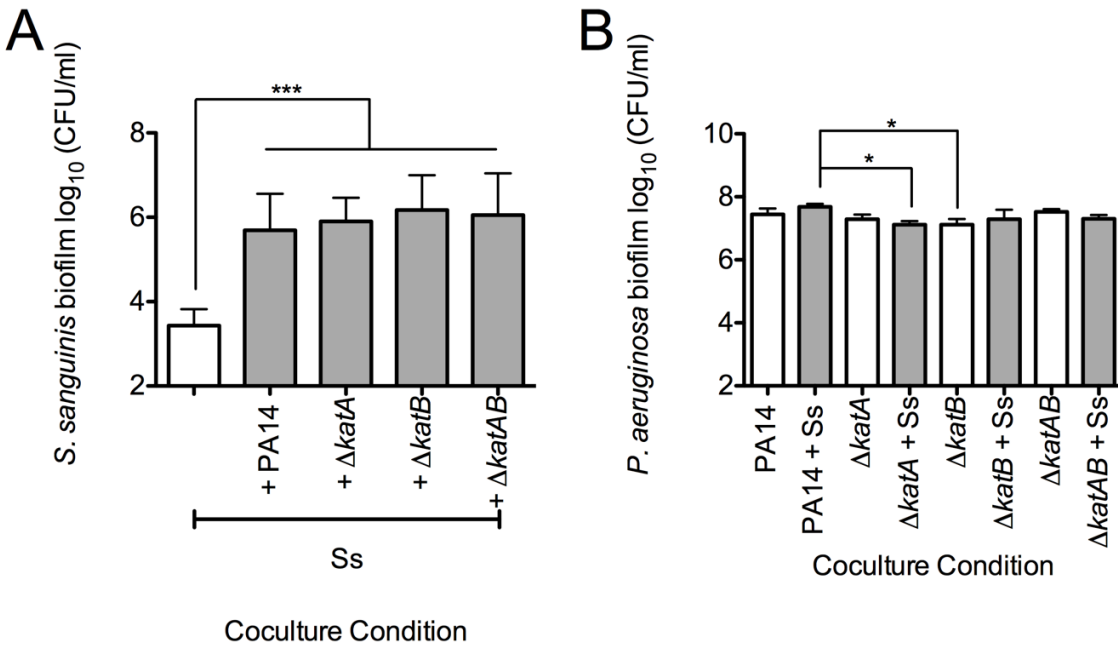 A
S. sanguinis biofilm log10 (CFU/ml)
***
8
6
4
2
+ PA14
+ ΔkatA
+ ΔkatB
+ ΔkatAB
Ss
Coculture Condition
B
P. aeruginosa biofilm log10 (CFU/ml)
*
*
10
8
6
4
2
PA14
PA14 + Ss
ΔkatA
ΔkatA + Ss
ΔkatB
ΔkatB + Ss
ΔkatAB
ΔkatAB + Ss
Coculture Condition